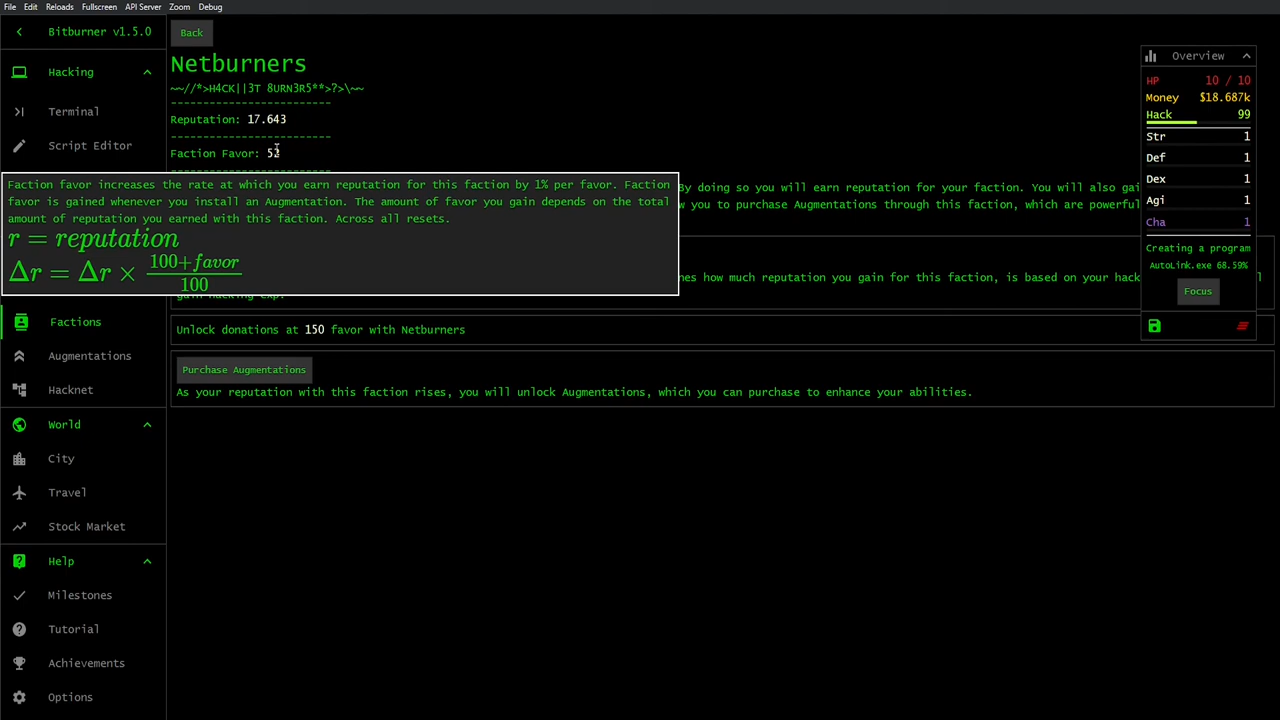 File Edit Reloads Fullscreen API Server Zoom Debug
Bitburner v1.5.0
Hacking
Terminal
Script Editor
Factions
Augmentations
Hacknet
World
City
Travel
Stock Market
Help
Milestones
Tutorial
Achievements
Options
Back
Netburners
~~//*>H4CK||3T 8URN3R5**>?>\~~
-------------------------
Reputation: 17.643
-------------------------
Faction Favor: 52
-------------------------
Faction favor increases the rate at which you earn reputation for this faction by 1% per favor. Faction
favor is gained whenever you install an Augmentation. The amount of favor you gain depends on the total
amount of reputation you earned with this faction. Across all resets.
r = reputation
Δr = Δr × 100+favor
100
By doing so you will earn reputation for your faction. You will also gai
w you to purchase Augmentations through this faction, which are powerful
nes how much reputation you gain for this faction, is based on your hack
gain hacking exp.
Unlock donations at 150 favor with Netburners
Purchase Augmentations
As your reputation with this faction rises, you will unlock Augmentations, which you can purchase to enhance your abilities.
Overview
HP 10 / 10
Money $18.687k
Hack 99
Str 1
Def 1
Dex 1
Agi 1
Cha 1
Creating a program
AutoLink.exe 68.59%
Focus